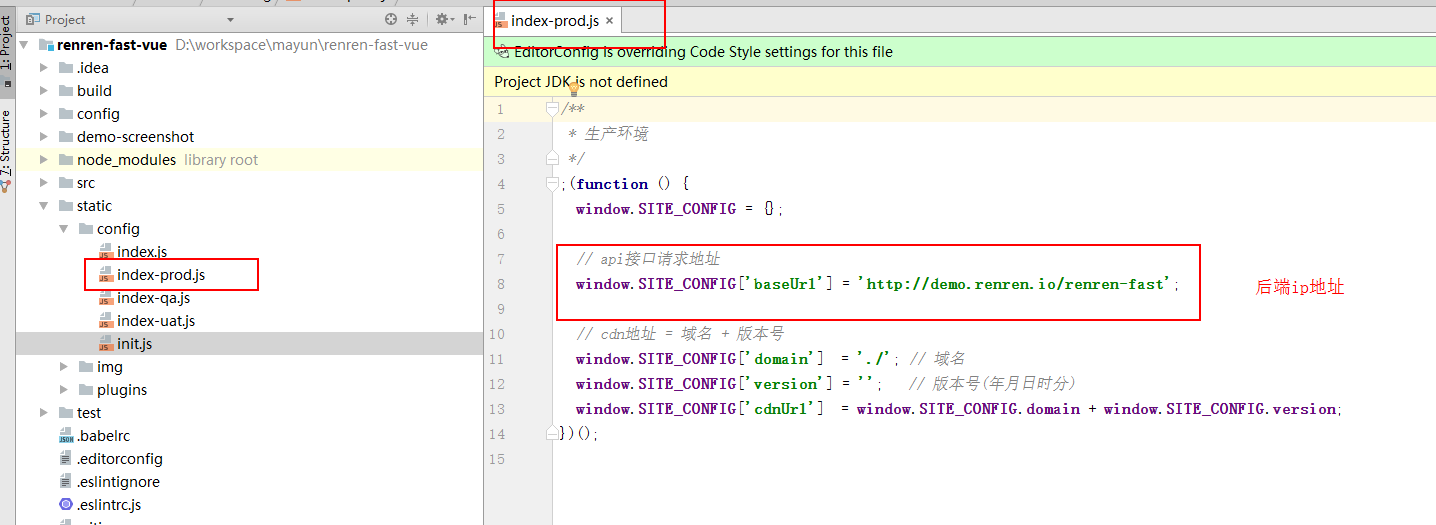 Project
index-prod.js ×
1: Project
7: Structure
renren-fast-vue D:\workspace\mayun\renren-fast-vue
.idea
build
config
demo-screenshot
node_modules library root
src
static
config
index.js
index-prod.js
index-qa.js
index-uat.js
init.js
img
plugins
test
.babelrc
.editorconfig
.eslintignore
.eslintrc.js
EditorConfig is overriding Code Style settings for this file
Project JDK is not defined
1 /**
2 * 生产环境
3 */
4 ;(function () {
5 window.SITE_CONFIG = {};
6
7 // api接口请求地址
8 window.SITE_CONFIG['baseUrl'] = 'http://demo.renren.io/renren-fast';
后端ip地址
9
10 // cdn地址 = 域名 + 版本号
11 window.SITE_CONFIG['domain'] = './'; // 域名
12 window.SITE_CONFIG['version'] = ''; // 版本号(年月日时分)
13 window.SITE_CONFIG['cdnUrl'] = window.SITE_CONFIG.domain + window.SITE_CONFIG.version;
14 })();
15